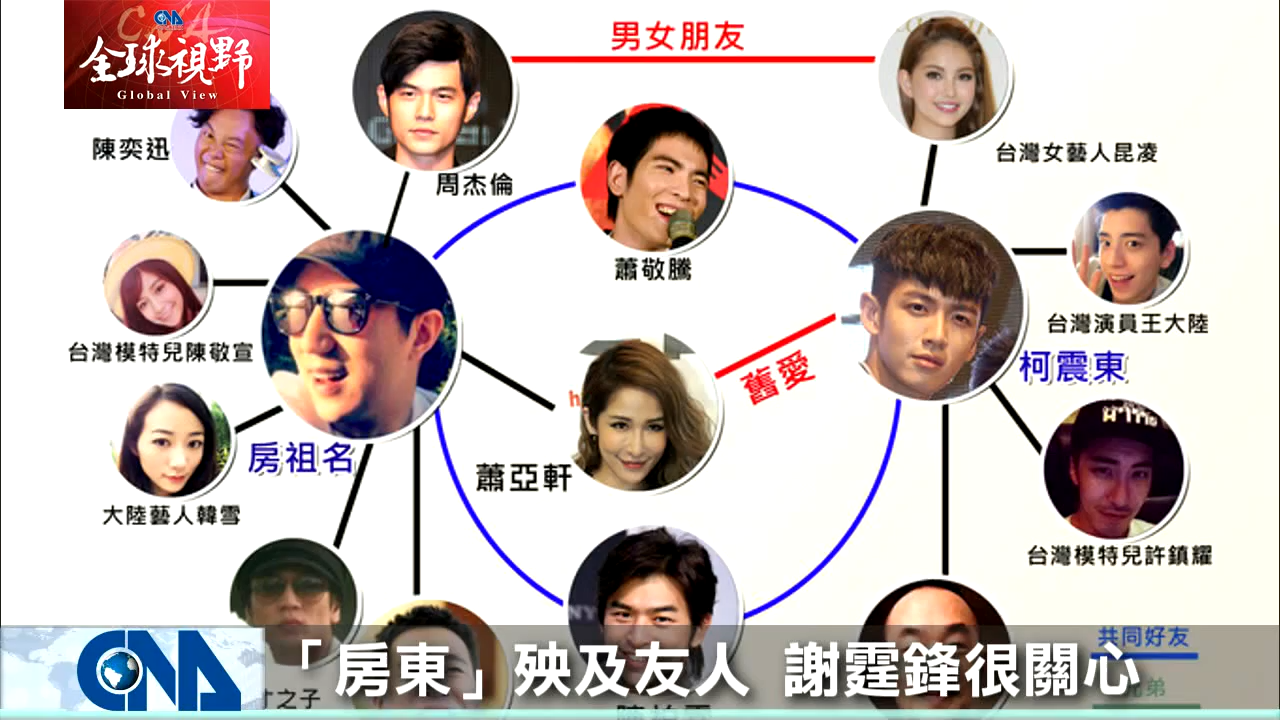 CNA
全球視野
Global View
男女朋友
陳奕迅
周杰倫
台灣女藝人昆凌
蕭敬騰
台灣模特兒陳敬宣
台灣演員王大陸
柯震東
舊愛
房祖名
蕭亞軒
大陸藝人韓雪
台灣模特兒許鎮耀
共同好友
CNA
「房東」殃及友人 謝霆鋒很關心
之子